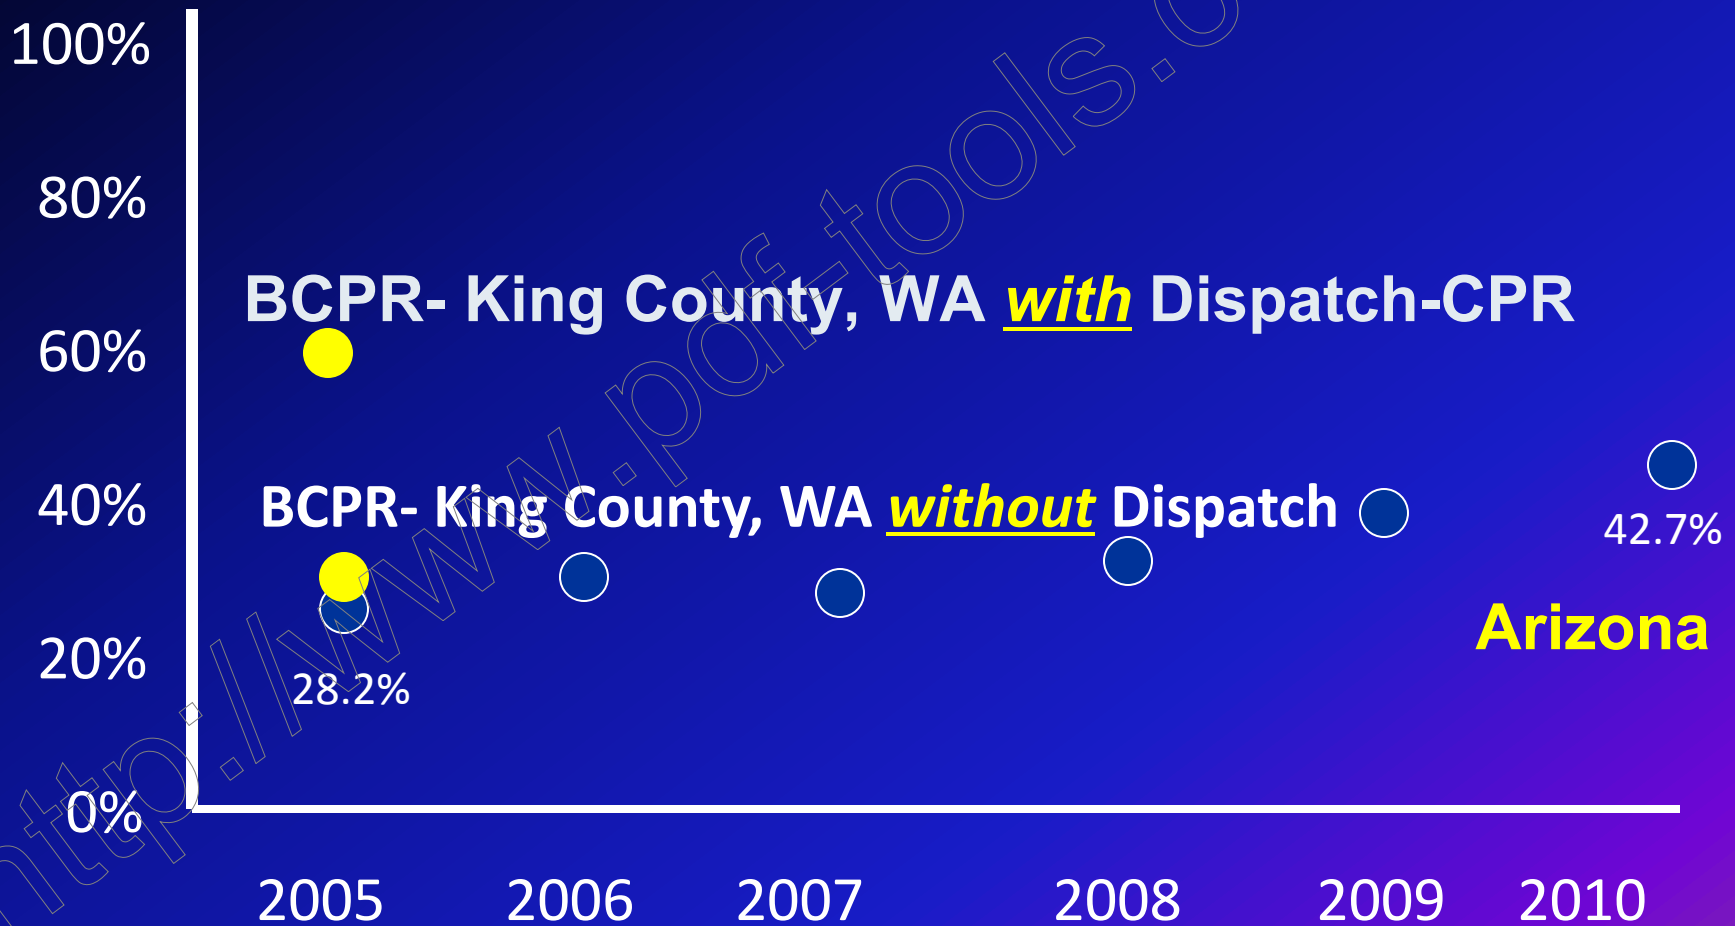 100%
80%
BCPR- King County, WA with Dispatch-CPR
60%
40%
BCPR- King County, WA without Dispatch
42.7%
Arizona
20%
28.2%
0%
2005 2006 2007 2008 2009 2010
http://www.pdf-tools.o